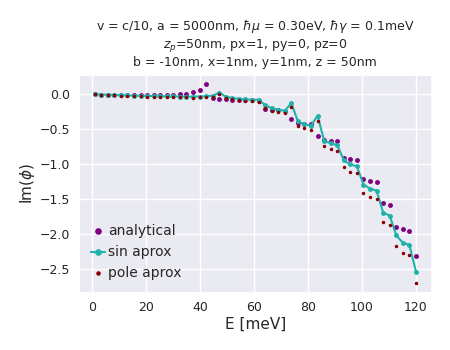 v = c/10, a = 5000nm, ℏμ = 0.30eV, ℏγ = 0.1meV
zₚ=50nm, px=1, py=0, pz=0
b = -10nm, x=1nm, y=1nm, z = 50nm
Im(ϕ)
0.0
−0.5
−1.0
−1.5
−2.0
−2.5
analytical
sin aprox
pole aprox
0 20 40 60 80 100 120
E [meV]